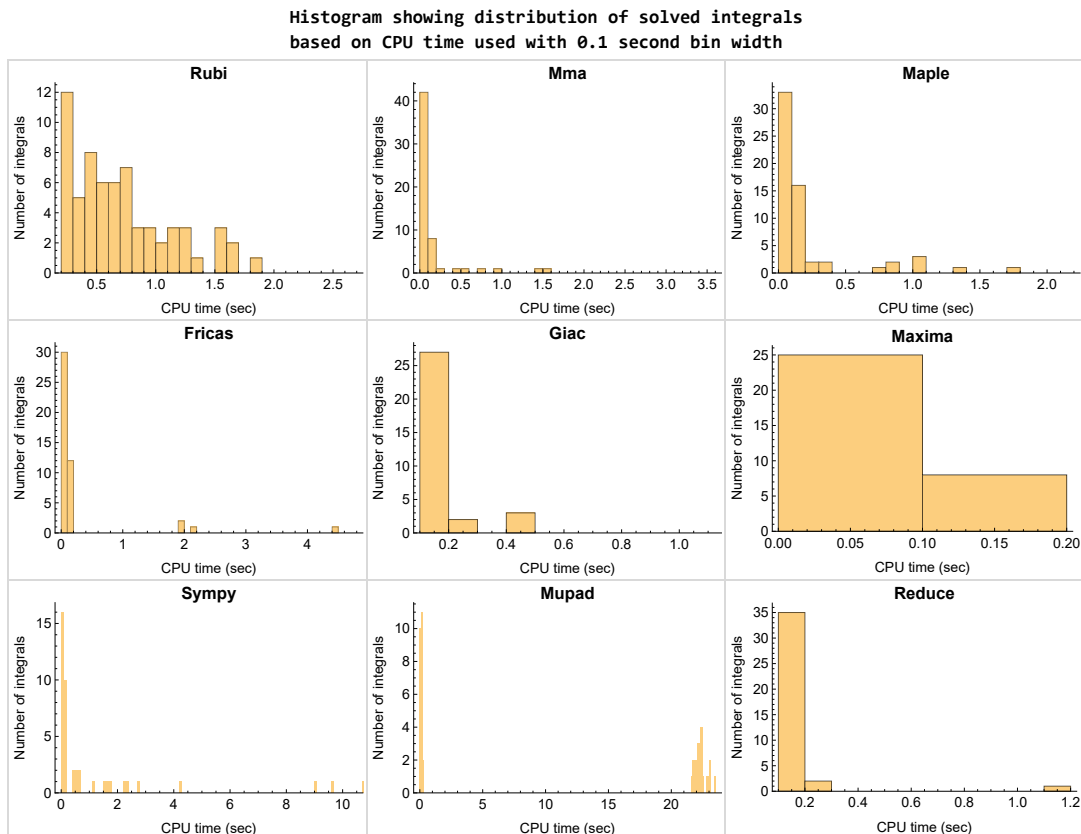 Histogram showing distribution of solved integrals
based on CPU time used with 0.1 second bin width
Rubi
Number of integrals
12
10
8
6
4
2
0
0.5 1.0 1.5 2.0 2.5
CPU time (sec)
Mma
Number of integrals
40
30
20
10
0
0.0 0.5 1.0 1.5 2.0 2.5 3.0 3.5
CPU time (sec)
Maple
Number of integrals
30
25
20
15
10
5
0
0.0 0.5 1.0 1.5 2.0
CPU time (sec)
Fricas
Number of integrals
30
25
20
15
10
5
0
0 1 2 3 4
CPU time (sec)
Giac
Number of integrals
25
20
15
10
5
0
0.2 0.4 0.6 0.8 1.0
CPU time (sec)
Maxima
Number of integrals
25
20
15
10
5
0
0.00 0.05 0.10 0.15 0.20
CPU time (sec)
Sympy
Number of integrals
15
10
5
0
0 2 4 6 8 10
CPU time (sec)
Mupad
Number of integrals
10
8
6
4
2
0
0 5 10 15 20
CPU time (sec)
Reduce
Number of integrals
35
30
25
20
15
10
5
0
0.2 0.4 0.6 0.8 1.0 1.2
CPU time (sec)